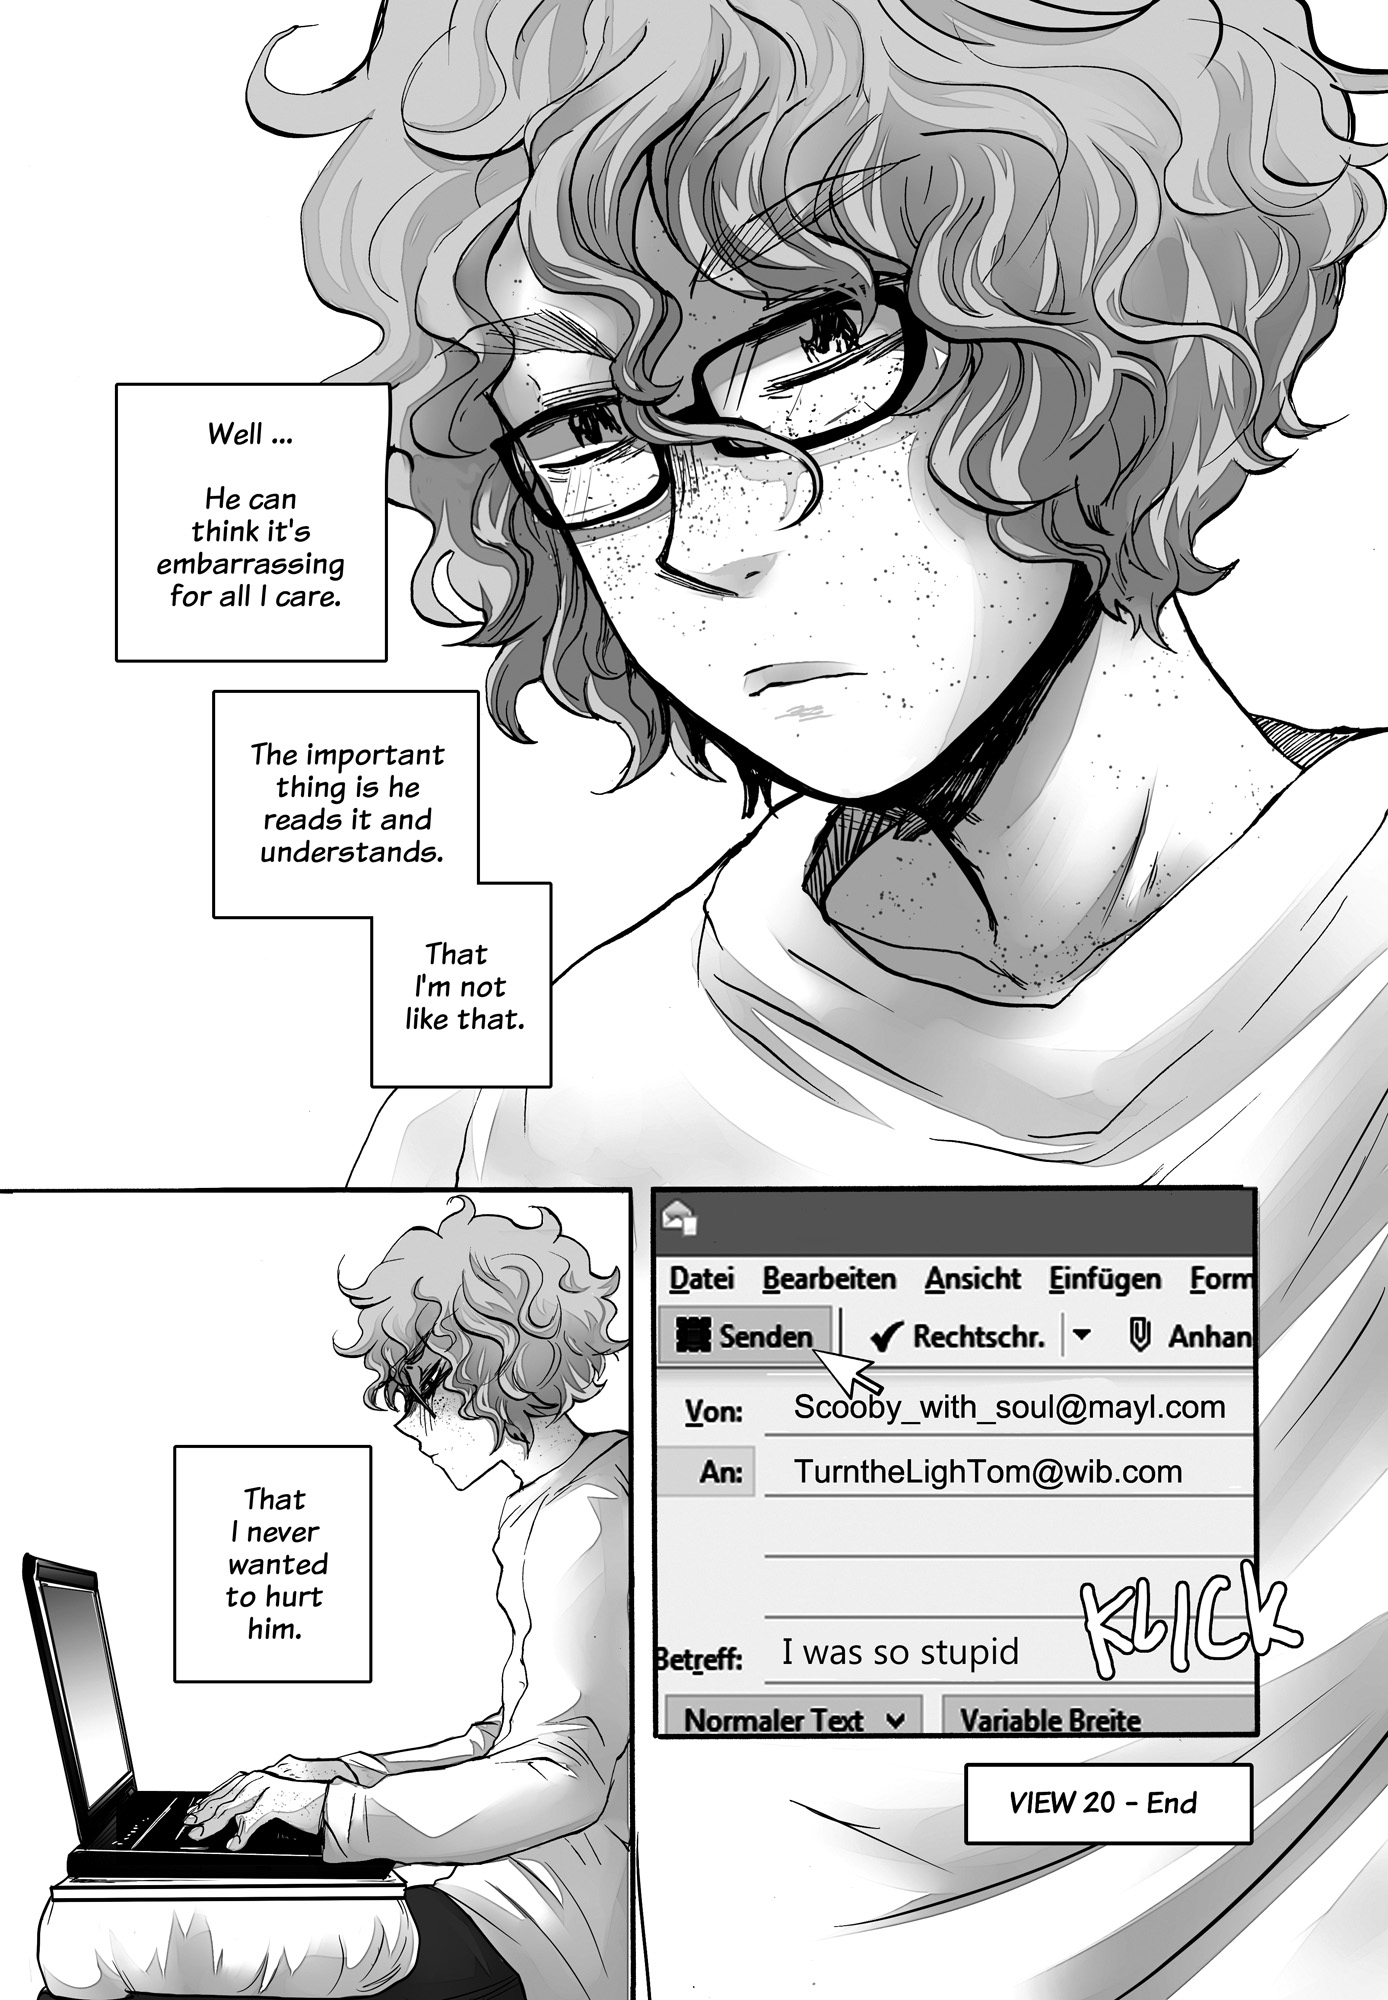 Well ...
He can
think it's
embarrassing
for all I care.
The important
thing is he
reads it and
understands.
That
I'm not
like that.
That
I never
wanted
to hurt
him.
Datei Bearbeiten Ansicht Einfügen Form
Senden Rechtschr. Anhan
Von: Scooby_with_soul@mayl.com
An: TurntheLighTom@wib.com
KLICK
Betreff: I was so stupid
Normaler Text Variable Breite
VIEW 20 - End